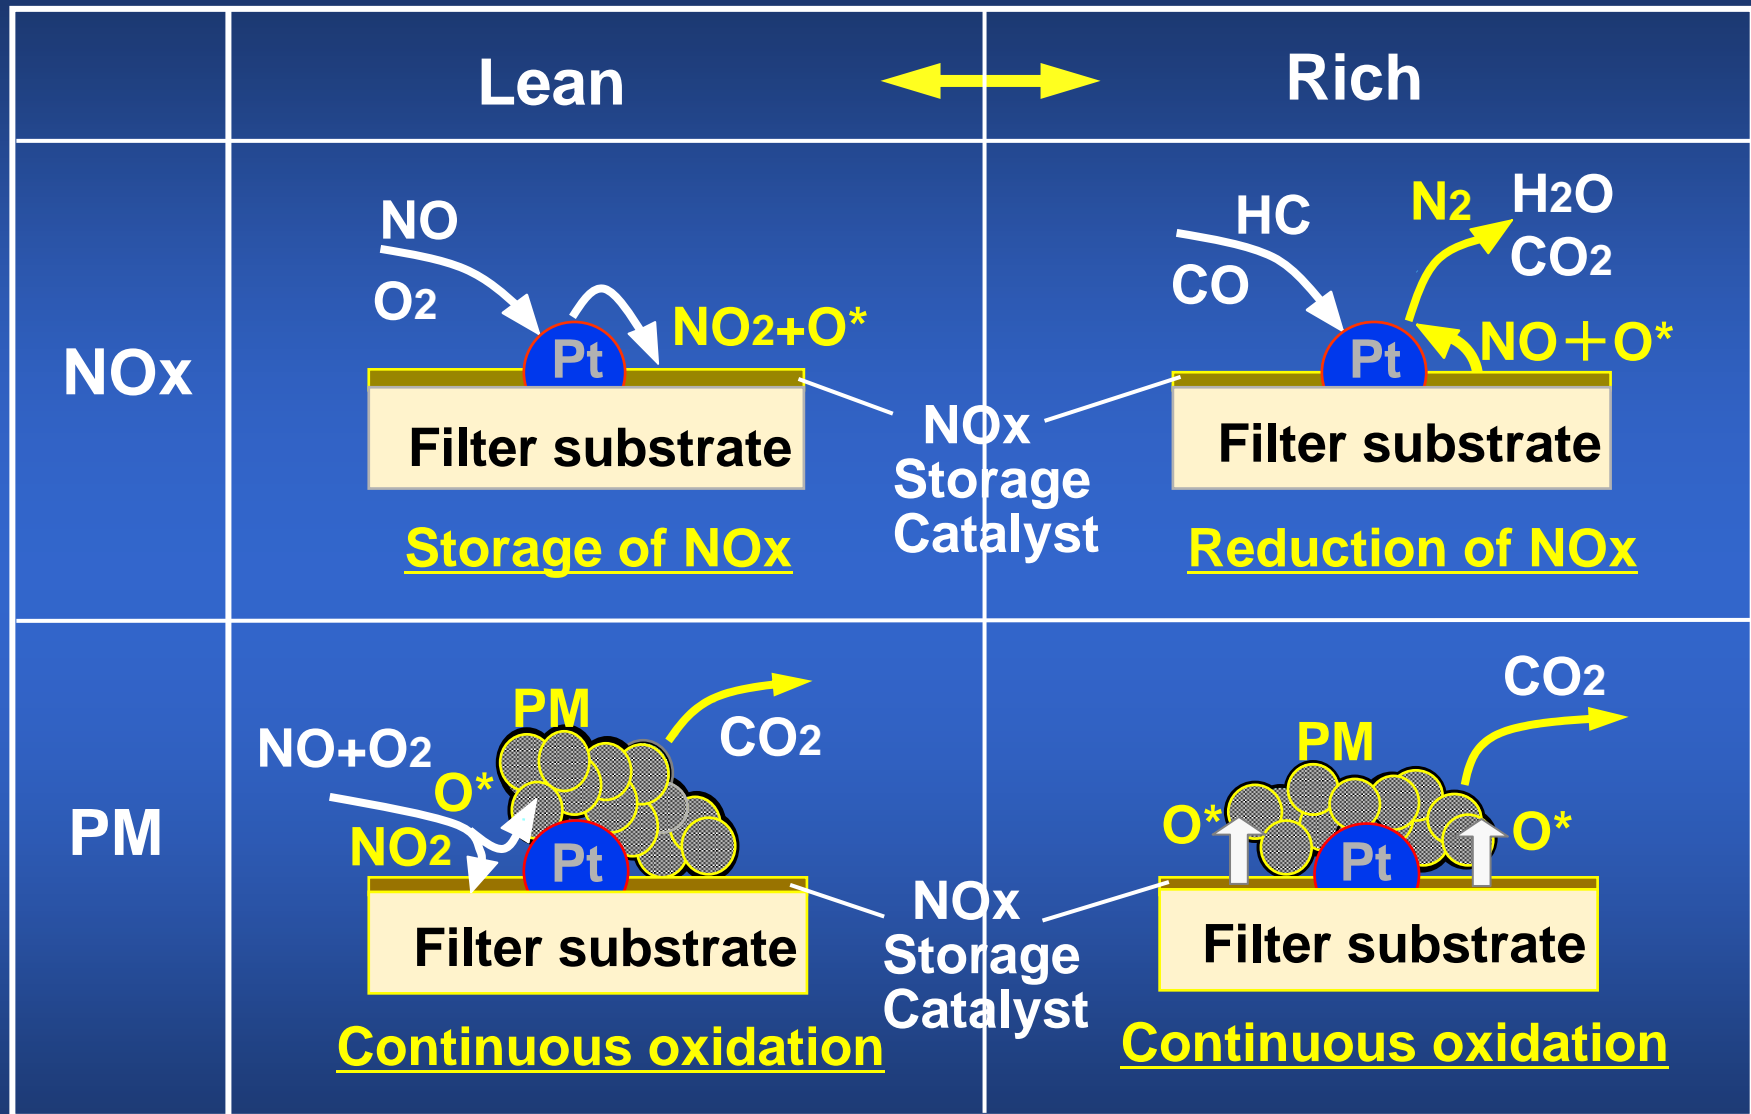 Lean
Rich
NOx
NO
O2
NO2+O*
Pt
Filter substrate
Storage of NOx
NOx
Storage
Catalyst
HC
CO
N2
H2O
CO2
NO+O*
Pt
Filter substrate
Reduction of NOx
PM
NO+O2
O*
NO2
PM
CO2
Pt
Filter substrate
Continuous oxidation
NOx
Storage
Catalyst
PM
CO2
O*
O*
Pt
Filter substrate
Continuous oxidation